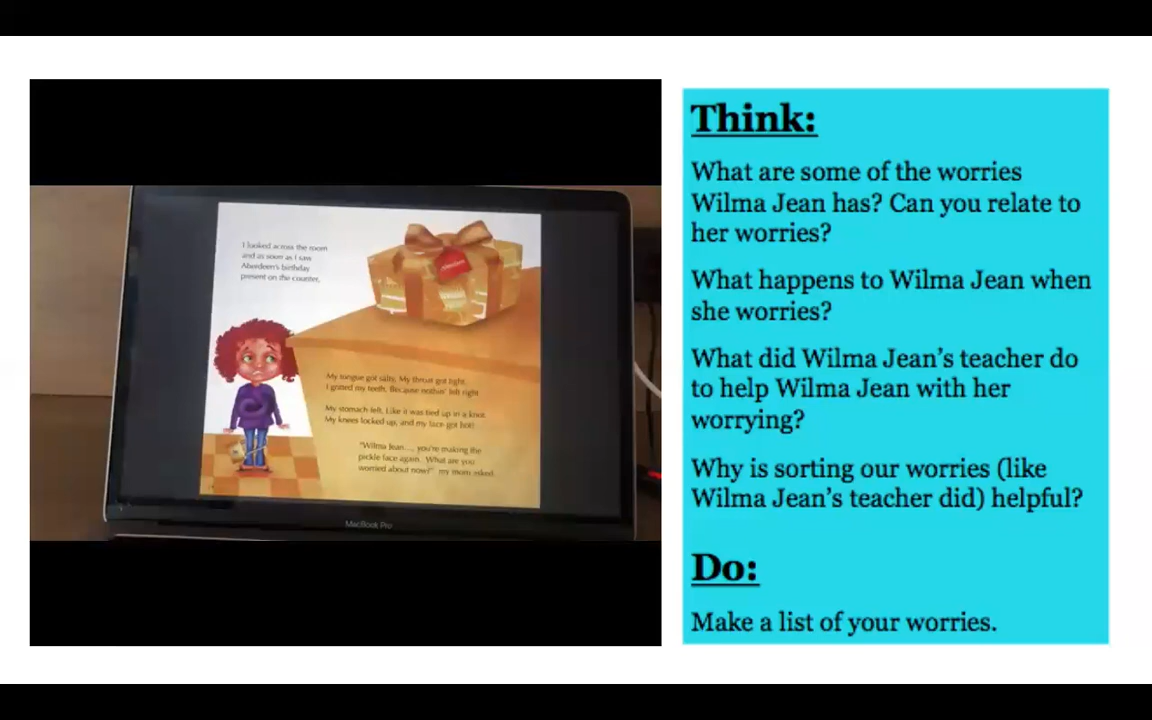 I looked across the room
and as soon as I saw
Aberdeen's birthday
present on the counter,
My tongue got salty. My throat got tight.
I gritted my teeth. Because nothin' felt right.
My stomach felt, Like it was tied up in a knot.
My knees locked up, and my face got hot!
"Wilma Jean…, you're making the
pickle face again. What are you
worried about now?" my mom asked.
MacBook Pro
Think:
What are some of the worries
Wilma Jean has? Can you relate to
her worries?
What happens to Wilma Jean when
she worries?
What did Wilma Jean's teacher do
to help Wilma Jean with her
worrying?
Why is sorting our worries (like
Wilma Jean's teacher did) helpful?
Do:
Make a list of your worries.